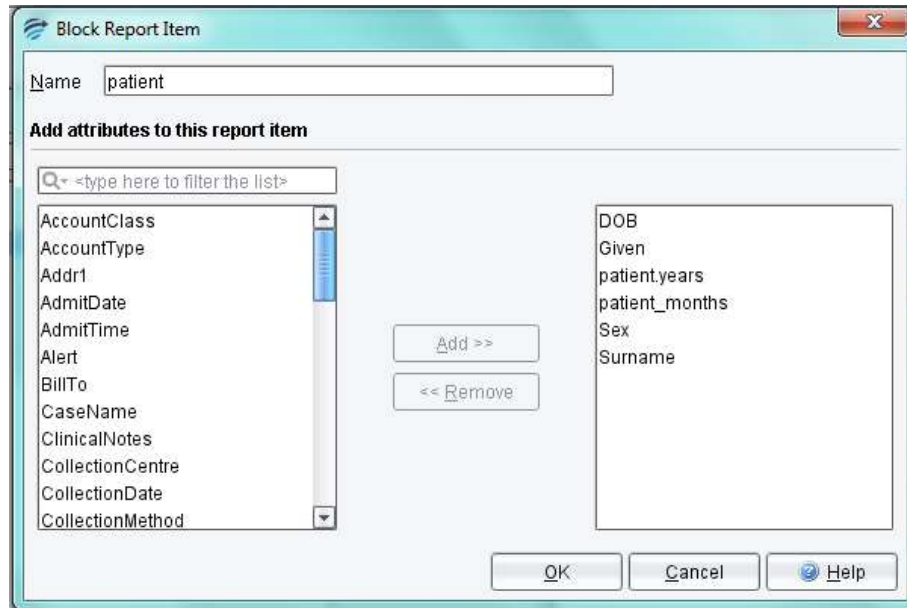 Block Report Item
Name patient
Add attributes to this report item
<type here to filter the list>
AccountClass
AccountType
Addr1
AdmitDate
AdmitTime
Alert
BillTo
CaseName
ClinicalNotes
CollectionCentre
CollectionDate
CollectionMethod
Add >>
<< Remove
DOB
Given
patient.years
patient_months
Sex
Surname
OK Cancel Help